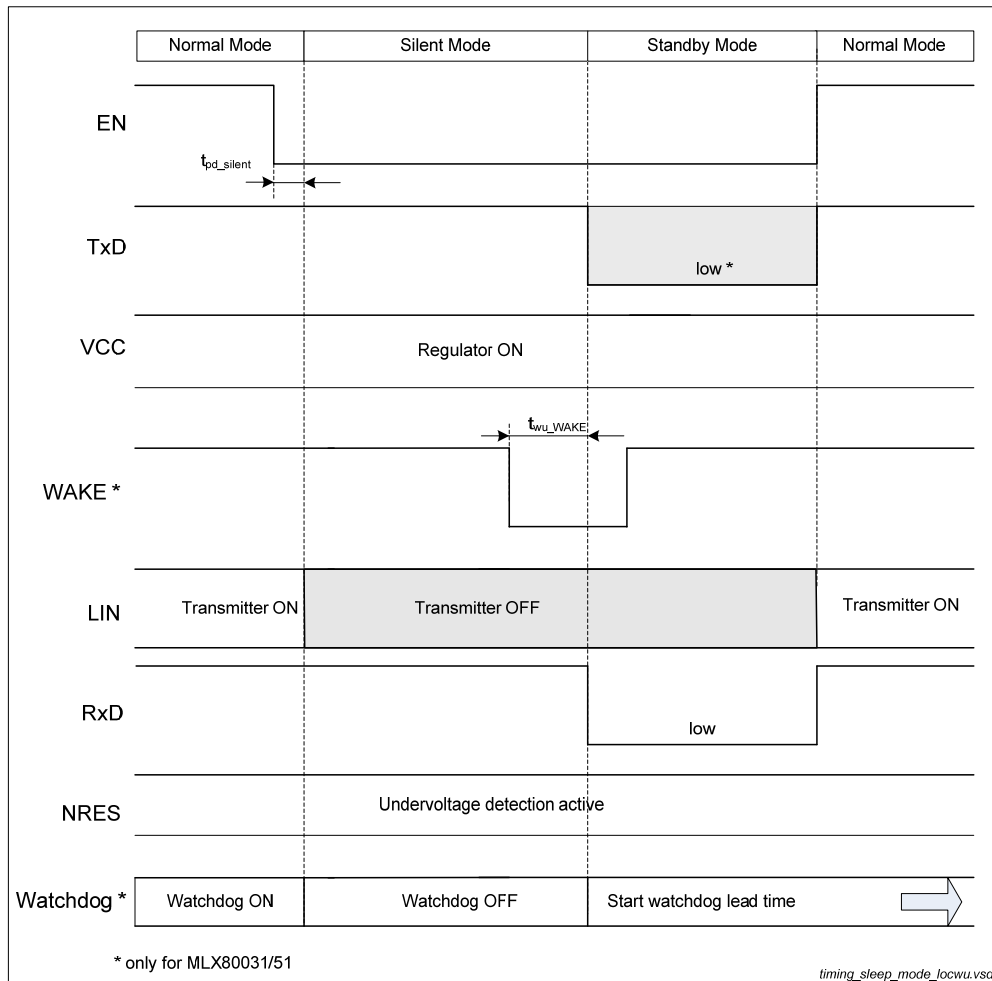 Normal Mode Silent Mode Standby Mode Normal Mode
EN
tpd_silent
TxD
low *
VCC
Regulator ON
twu_WAKE
WAKE *
LIN
Transmitter ON Transmitter OFF Transmitter ON
RxD
low
NRES
Undervoltage detection active
Watchdog * Watchdog ON Watchdog OFF Start watchdog lead time
* only for MLX80031/51
timing_sleep_mode_locwu.vsd